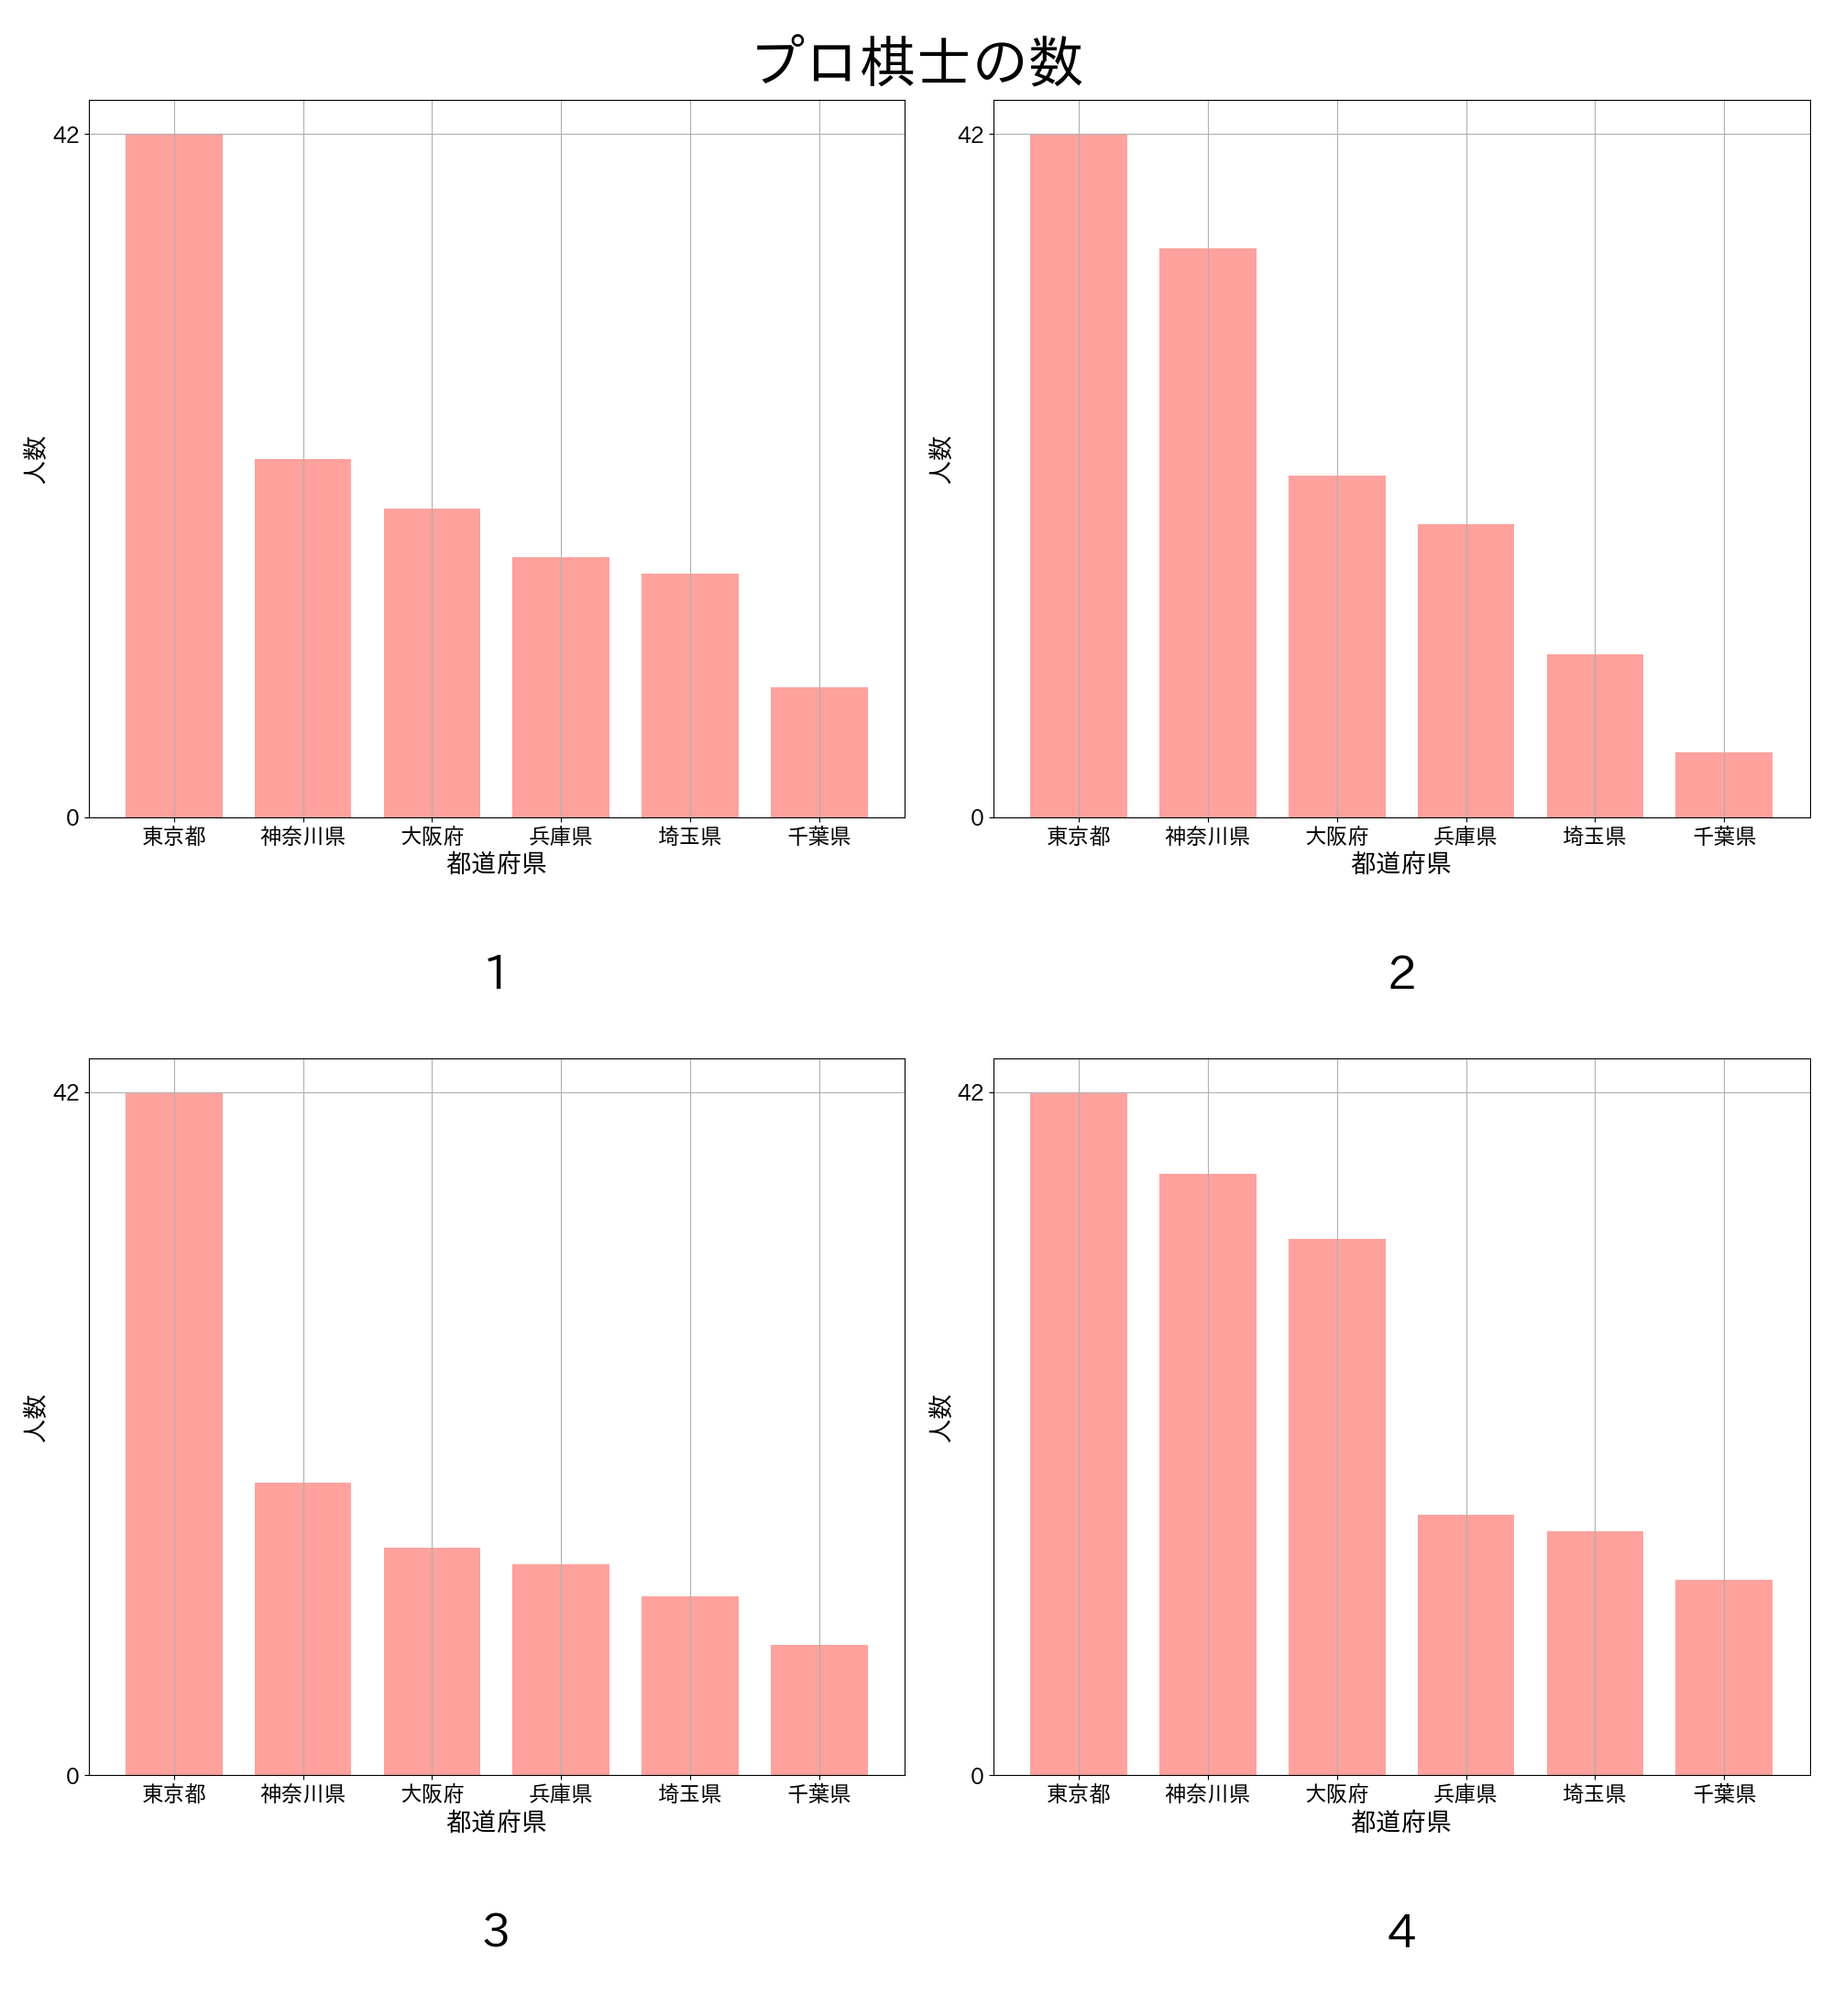 プロ棋士の数
42
0
人数
東京都 神奈川県 大阪府 兵庫県 埼玉県 千葉県
都道府県
1
42
0
人数
東京都 神奈川県 大阪府 兵庫県 埼玉県 千葉県
都道府県
2
42
0
人数
東京都 神奈川県 大阪府 兵庫県 埼玉県 千葉県
都道府県
3
42
0
人数
東京都 神奈川県 大阪府 兵庫県 埼玉県 千葉県
都道府県
4